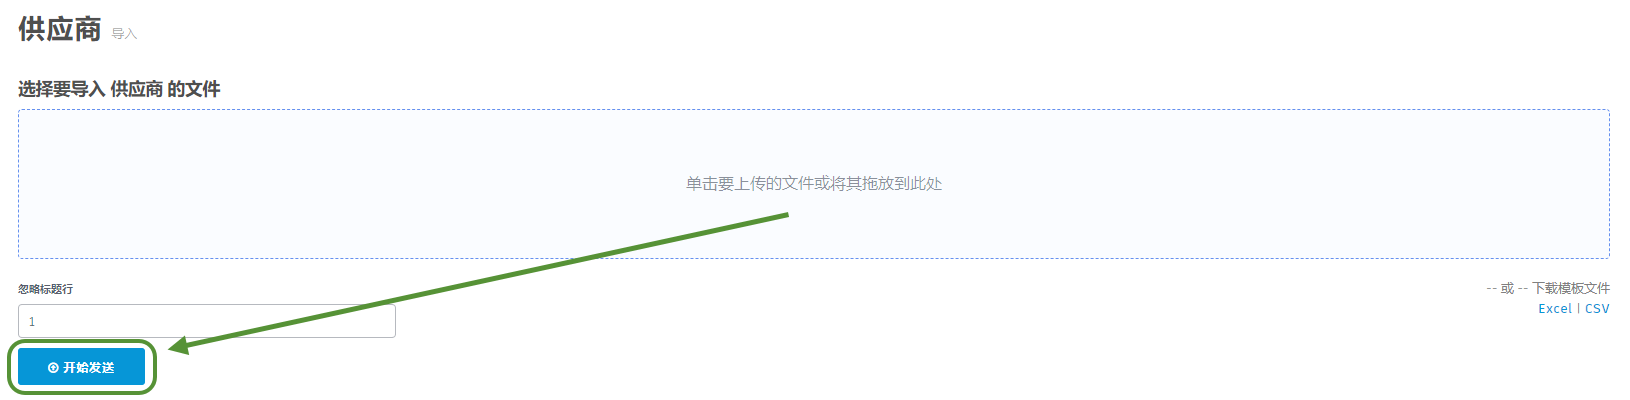 供应商 导入
选择要导入 供应商 的文件
单击要上传的文件或将其拖放到此处
忽略标题行
-- 或 -- 下载模板文件
1
Excel | CSV
开始发送